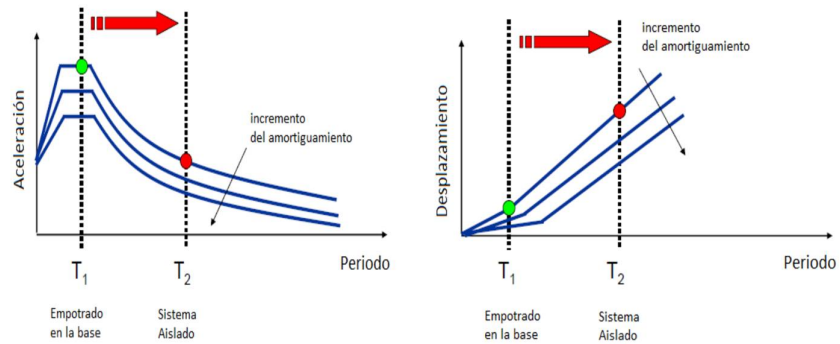 Aceleración
incremento
del amortiguamiento
T1
T2
Periodo
Empotrado
en la base
Sistema
Aislado
Desplazamiento
incremento
del amortiguamiento
T1
T2
Periodo
Empotrado
en la base
Sistema
Aislado